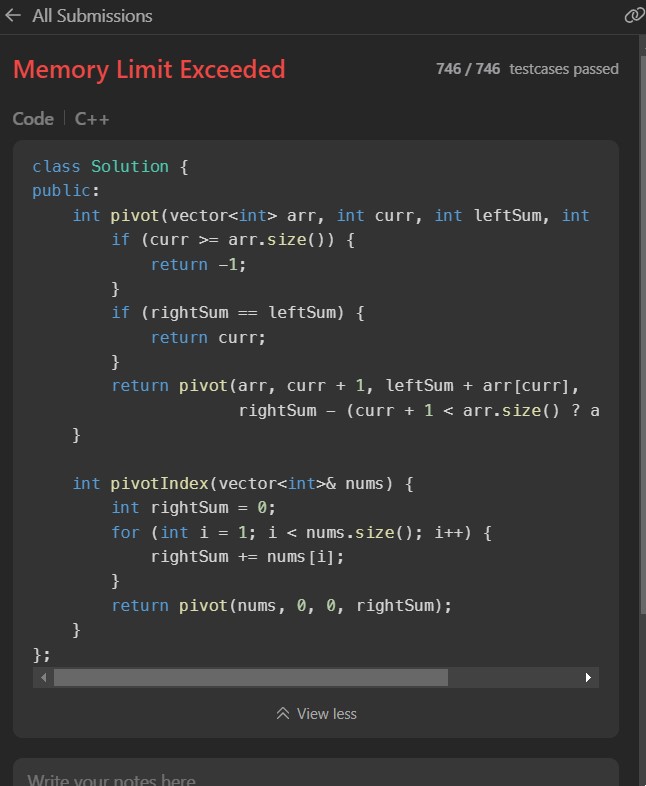 ← All Submissions
Memory Limit Exceeded 746 / 746 testcases passed
Code | C++
class Solution {
public:
    int pivot(vector<int> arr, int curr, int leftSum, int
        if (curr >= arr.size()) {
            return -1;
        }
        if (rightSum == leftSum) {
            return curr;
        }
        return pivot(arr, curr + 1, leftSum + arr[curr],
                     rightSum - (curr + 1 < arr.size() ? a
    }

    int pivotIndex(vector<int>& nums) {
        int rightSum = 0;
        for (int i = 1; i < nums.size(); i++) {
            rightSum += nums[i];
        }
        return pivot(nums, 0, 0, rightSum);
    }
};
View less
Write your notes here